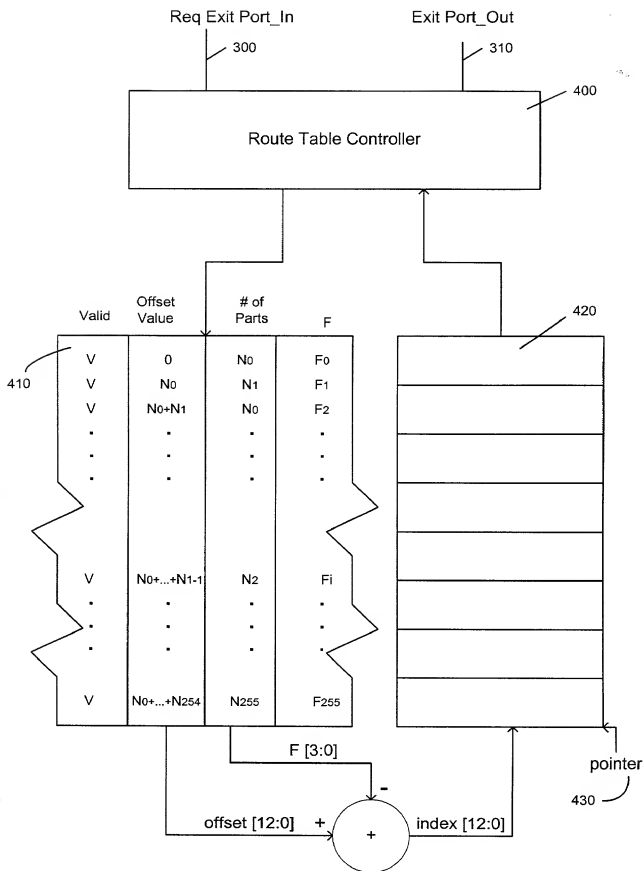 Req Exit Port_In Exit Port_Out
300 310
400
Route Table Controller
Valid Offset Value # of Parts F
410 420
V 0 N0 F0
V N0 N1 F1
V N0+N1 N0 F2
. . . .
. . . .
. . . .
V N0+...+N1-1 N2 Fi
. . . .
. . . .
. . . .
V N0+...+N254 N255 F255
F [3:0]
pointer
430
-
offset [12:0] + + index [12:0]